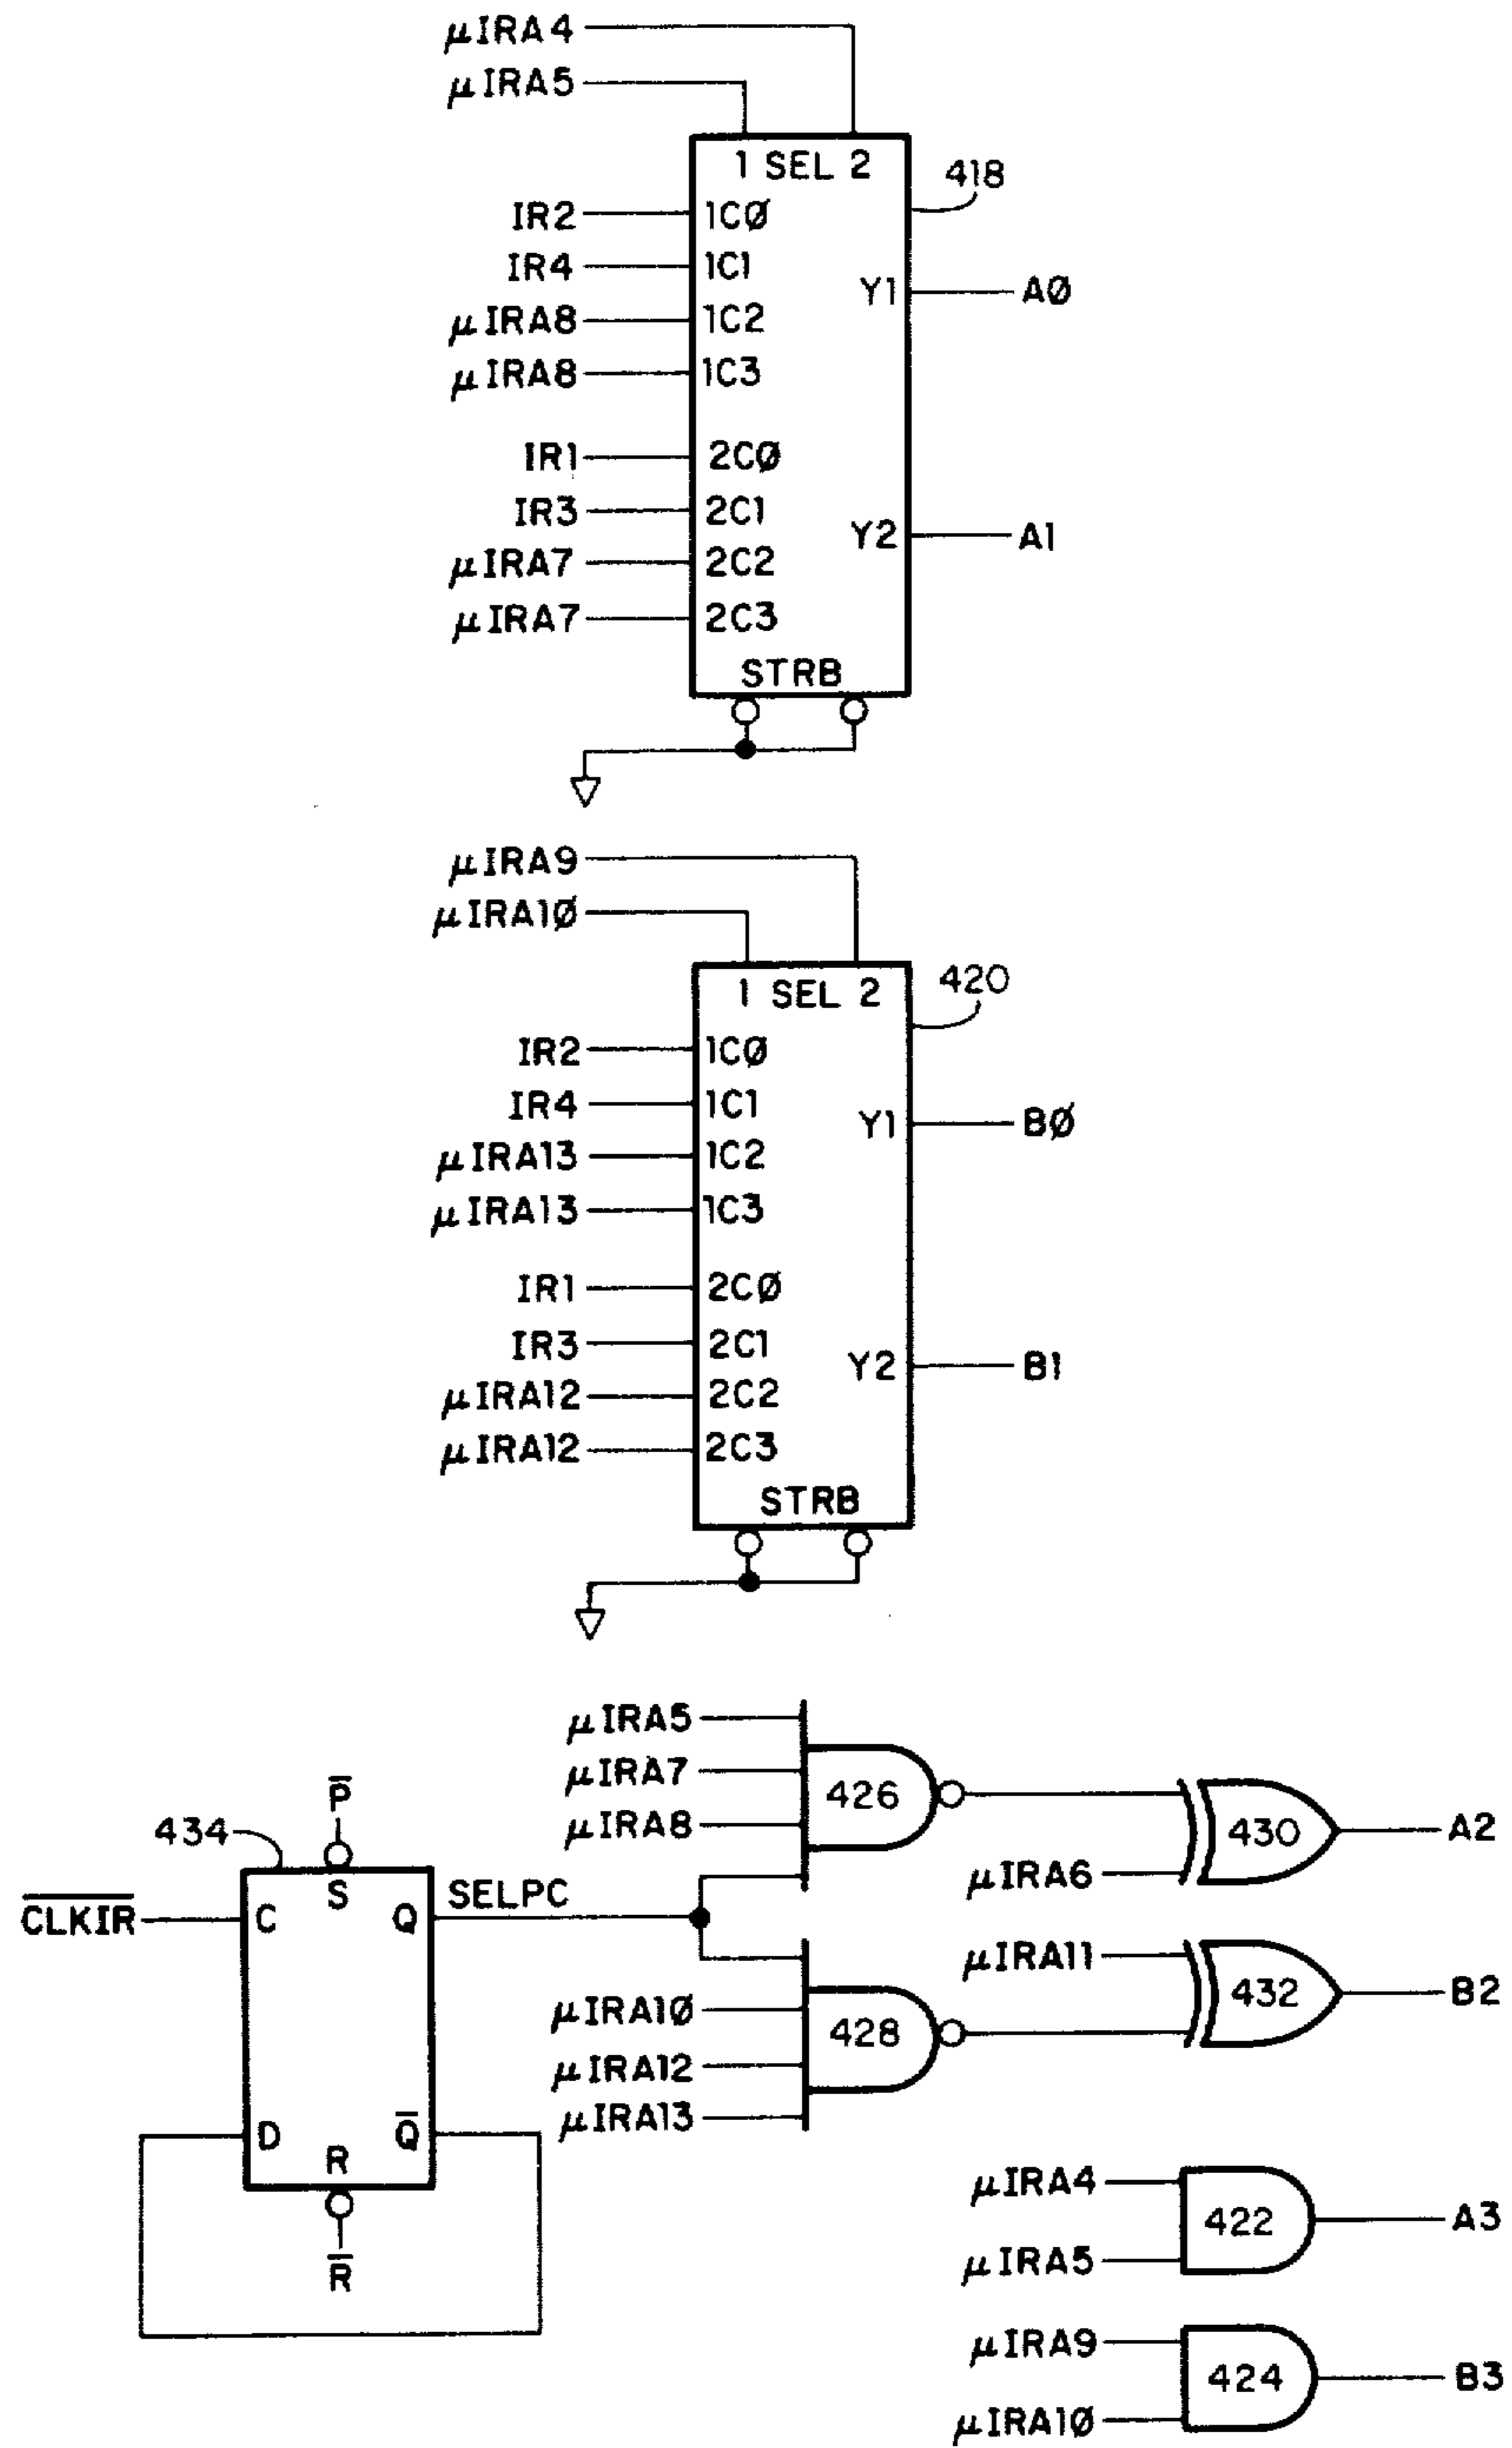 μIRA4
μIRA5
1 SEL 2
418
IR2 1CØ
IR4 1C1
Y1 AØ
μIRA8 1C2
μIRA8 1C3
IR1 2CØ
IR3 2C1
Y2 A1
μIRA7 2C2
μIRA7 2C3
STRB
μIRA9
μIRA1Ø
1 SEL 2
420
IR2 1CØ
IR4 1C1
Y1 BØ
μIRA13 1C2
μIRA13 1C3
IR1 2CØ
IR3 2C1
Y2 B1
μIRA12 2C2
μIRA12 2C3
STRB
μIRA5
μIRA7
μIRA8
426
430
A2
μIRA6
P̅
434
S
C̅L̅K̅I̅R̅ C Q SELPC
D Q̅
R
R̅
μIRA11
432
B2
μIRA1Ø
428
μIRA12
μIRA13
μIRA4
422
A3
μIRA5
μIRA9
424
B3
μIRA1Ø